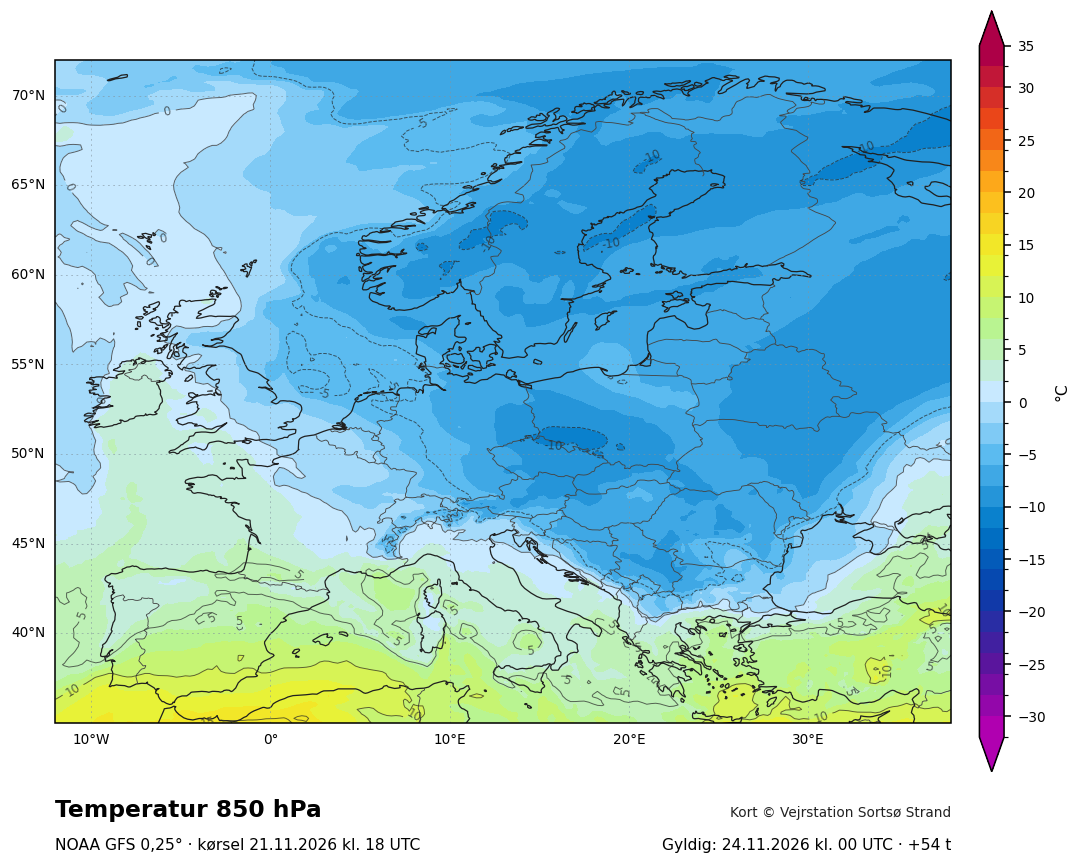 70°N
65°N
60°N
55°N
50°N
45°N
40°N
10°W 0° 10°E 20°E 30°E
35
30
25
20
15
10
5
0
−5
−10
−15
−20
−25
−30
°C
Temperatur 850 hPa
Kort © Vejrstation Sortsø Strand
NOAA GFS 0,25° · kørsel 21.11.2026 kl. 18 UTC
Gyldig: 24.11.2026 kl. 00 UTC · +54 t